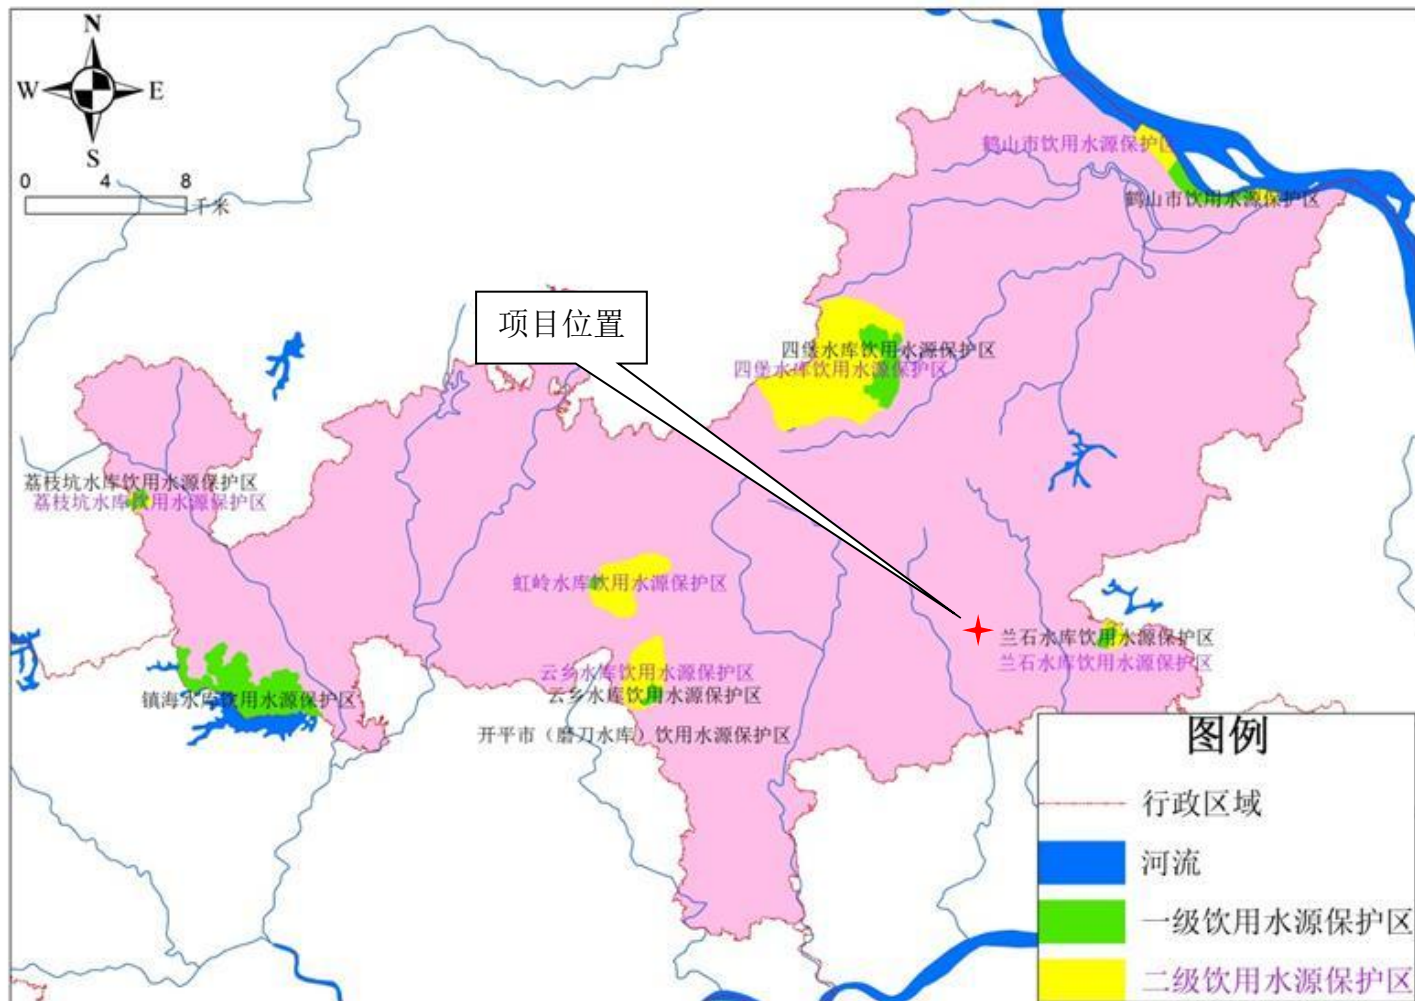 N
W
E
S
0 4 8
千米
鹤山市饮用水源保护区
鹤山市饮用水源保护区
项目位置
四堡水库饮用水源保护区
四堡水库饮用水源保护区
荔枝坑水库饮用水源保护区
荔枝坑水库饮用水源保护区
虹岭水库饮用水源保护区
兰石水库饮用水源保护区
兰石水库饮用水源保护区
云乡水库饮用水源保护区
云乡水库饮用水源保护区
镇海水库饮用水源保护区
开平市（磨刀水库）饮用水源保护区
图例
行政区域
河流
一级饮用水源保护区
二级饮用水源保护区